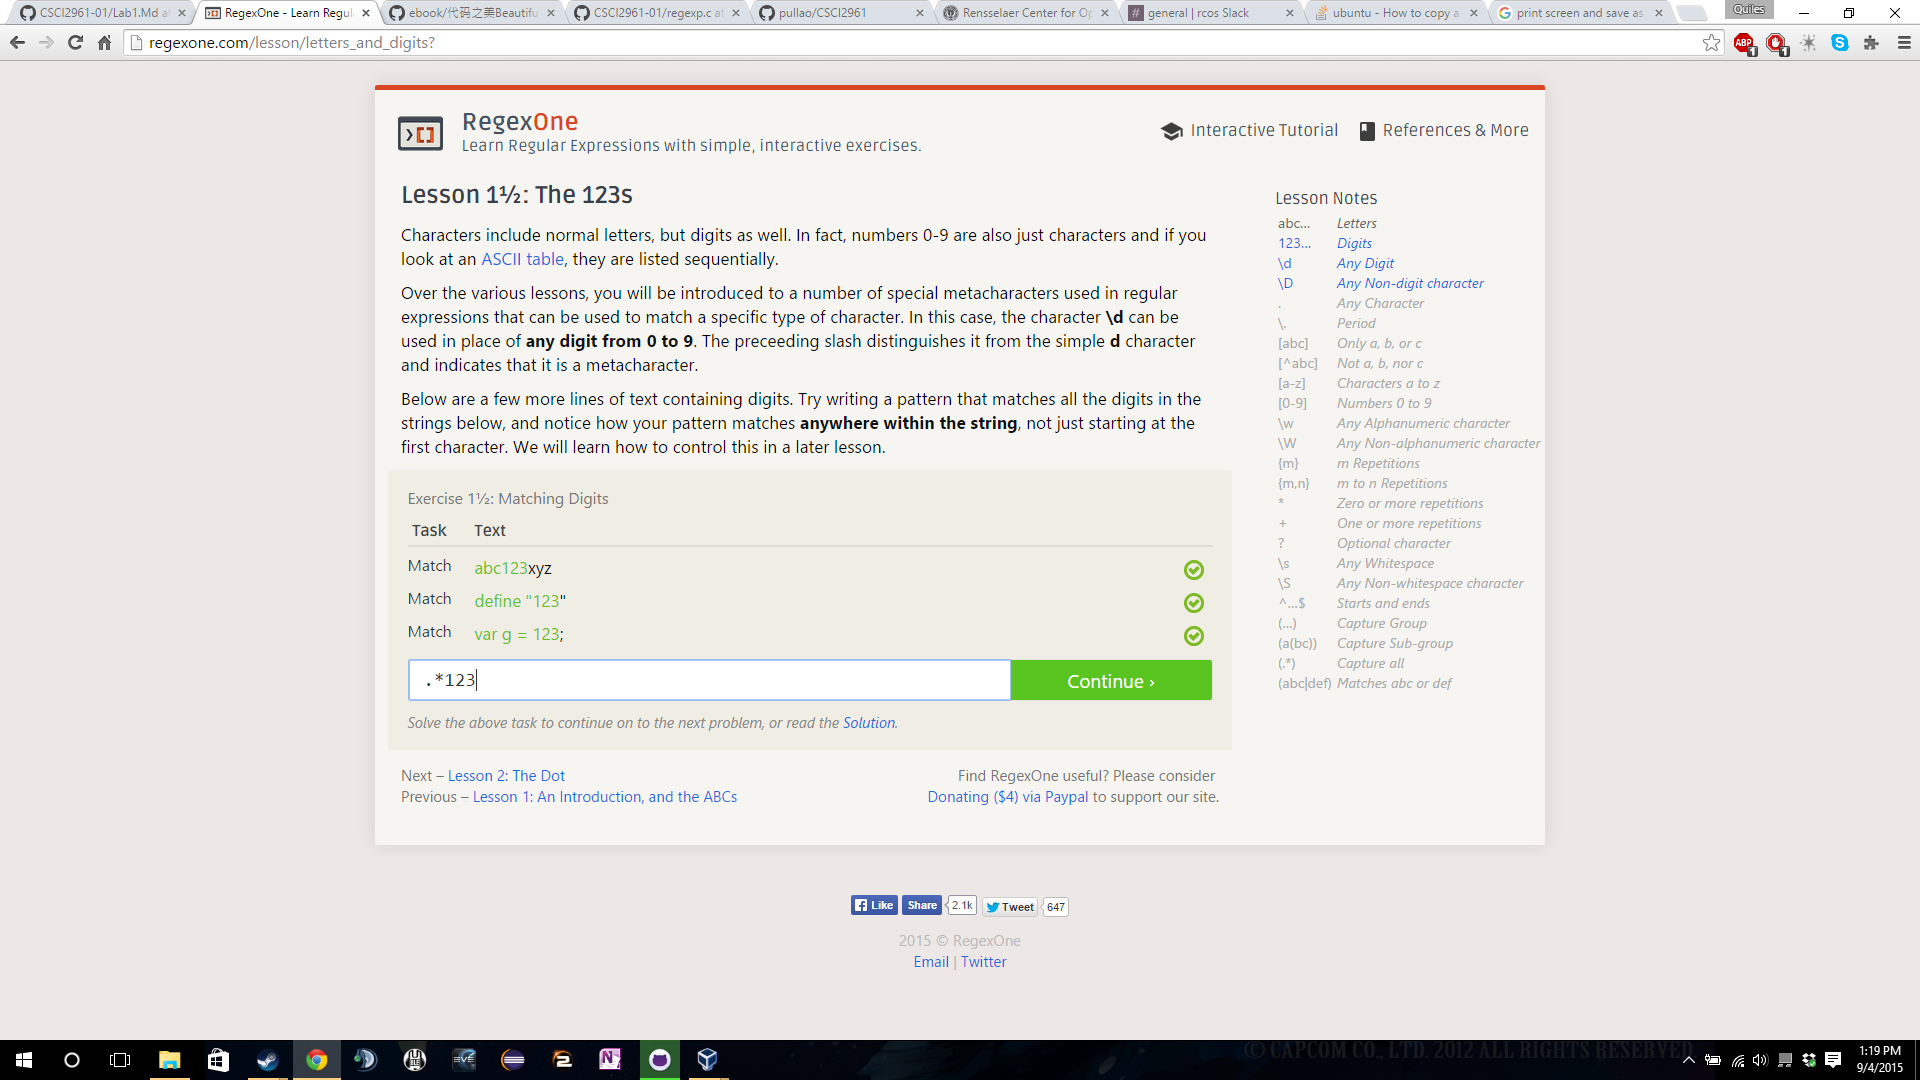 CSCI2961-01/Lab1.Md at
RegexOne - Learn Regul
ebook/代码之美Beautifu
CSCI2961-01/regexp.c at
pullao/CSCI2961
Rensselaer Center for Op
# general | rcos Slack
ubuntu - How to copy a
print screen and save as
Quiles
regexone.com/lesson/letters_and_digits?
ABP 1
1
RegexOne
Learn Regular Expressions with simple, interactive exercises.
Interactive Tutorial
References & More
Lesson 1½: The 123s
Characters include normal letters, but digits as well. In fact, numbers 0-9 are also just characters and if you
look at an ASCII table, they are listed sequentially.
Over the various lessons, you will be introduced to a number of special metacharacters used in regular
expressions that can be used to match a specific type of character. In this case, the character \d can be
used in place of any digit from 0 to 9. The preceeding slash distinguishes it from the simple d character
and indicates that it is a metacharacter.
Below are a few more lines of text containing digits. Try writing a pattern that matches all the digits in the
strings below, and notice how your pattern matches anywhere within the string, not just starting at the
first character. We will learn how to control this in a later lesson.
Exercise 1½: Matching Digits
Task Text
Match abc123xyz
Match define "123"
Match var g = 123;
.*123
Continue ›
Solve the above task to continue on to the next problem, or read the Solution.
Next – Lesson 2: The Dot
Previous – Lesson 1: An Introduction, and the ABCs
Find RegexOne useful? Please consider
Donating ($4) via Paypal to support our site.
Lesson Notes
abc… Letters
123… Digits
\d Any Digit
\D Any Non-digit character
. Any Character
\. Period
[abc] Only a, b, or c
[^abc] Not a, b, nor c
[a-z] Characters a to z
[0-9] Numbers 0 to 9
\w Any Alphanumeric character
\W Any Non-alphanumeric character
{m} m Repetitions
{m,n} m to n Repetitions
* Zero or more repetitions
+ One or more repetitions
? Optional character
\s Any Whitespace
\S Any Non-whitespace character
^…$ Starts and ends
(…) Capture Group
(a(bc)) Capture Sub-group
(.*) Capture all
(abc|def) Matches abc or def
Like Share 2.1k Tweet 647
2015 © RegexOne
Email | Twitter
© CAPCOM CO., LTD. 2012 ALL RIGHTS RESERVED
1:19 PM
9/4/2015